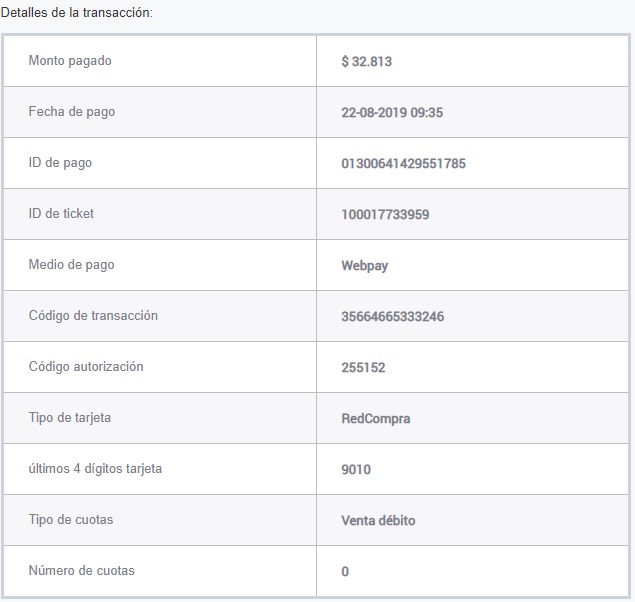 Detalles de la transacción:
Monto pagado $ 32.813
Fecha de pago 22-08-2019 09:35
ID de pago 01300641429551785
ID de ticket 100017733959
Medio de pago Webpay
Código de transacción 35664665333246
Código autorización 255152
Tipo de tarjeta RedCompra
últimos 4 dígitos tarjeta 9010
Tipo de cuotas Venta débito
Número de cuotas 0